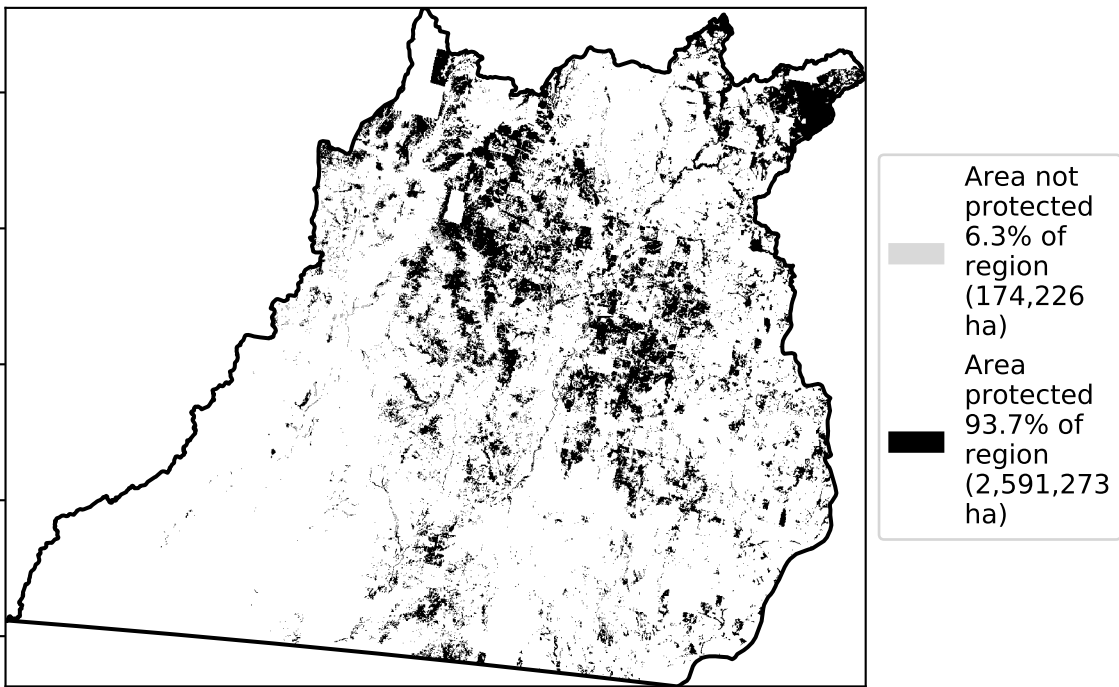 Area not
protected
6.3% of
region
(174,226
ha)
Area
protected
93.7% of
region
(2,591,273
ha)